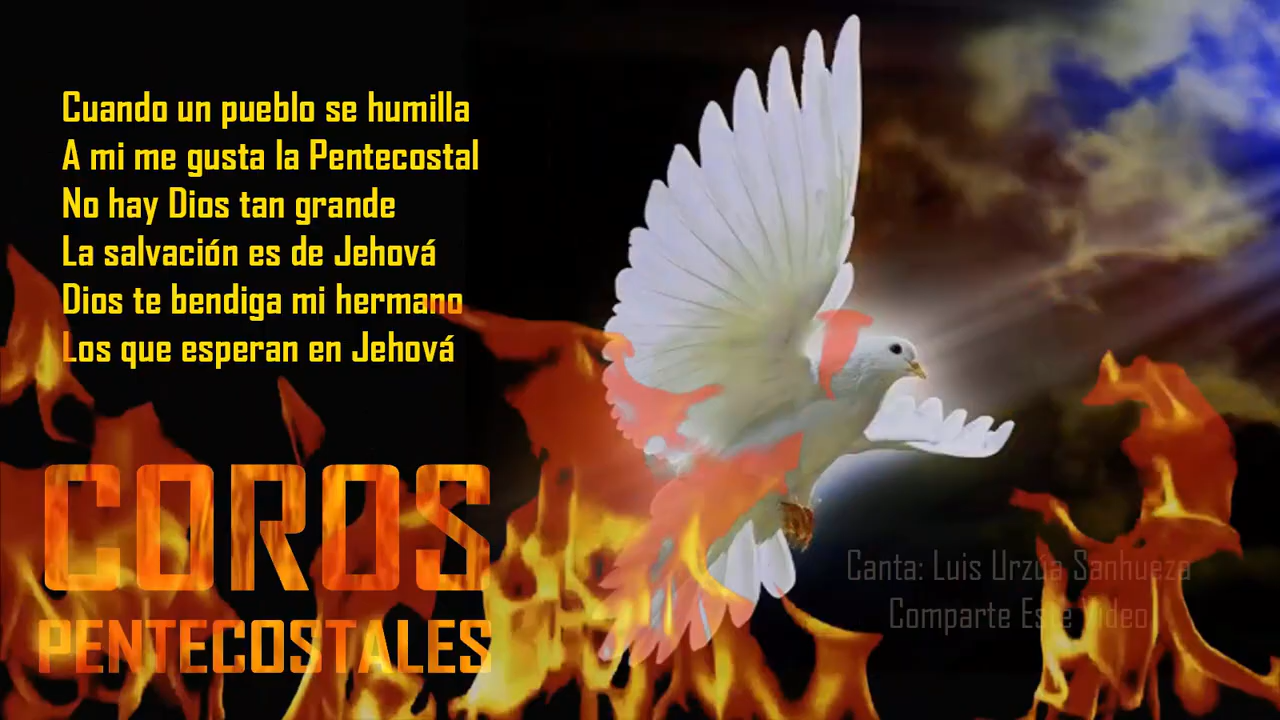 Cuando un pueblo se humilla
A mi me gusta la Pentecostal
No hay Dios tan grande
La salvación es de Jehová
Dios te bendiga mi hermano
Los que esperan en Jehová
COROS
PENTECOSTALES
Canta: Luis Urzúa Sanhueza
Comparte Este Video